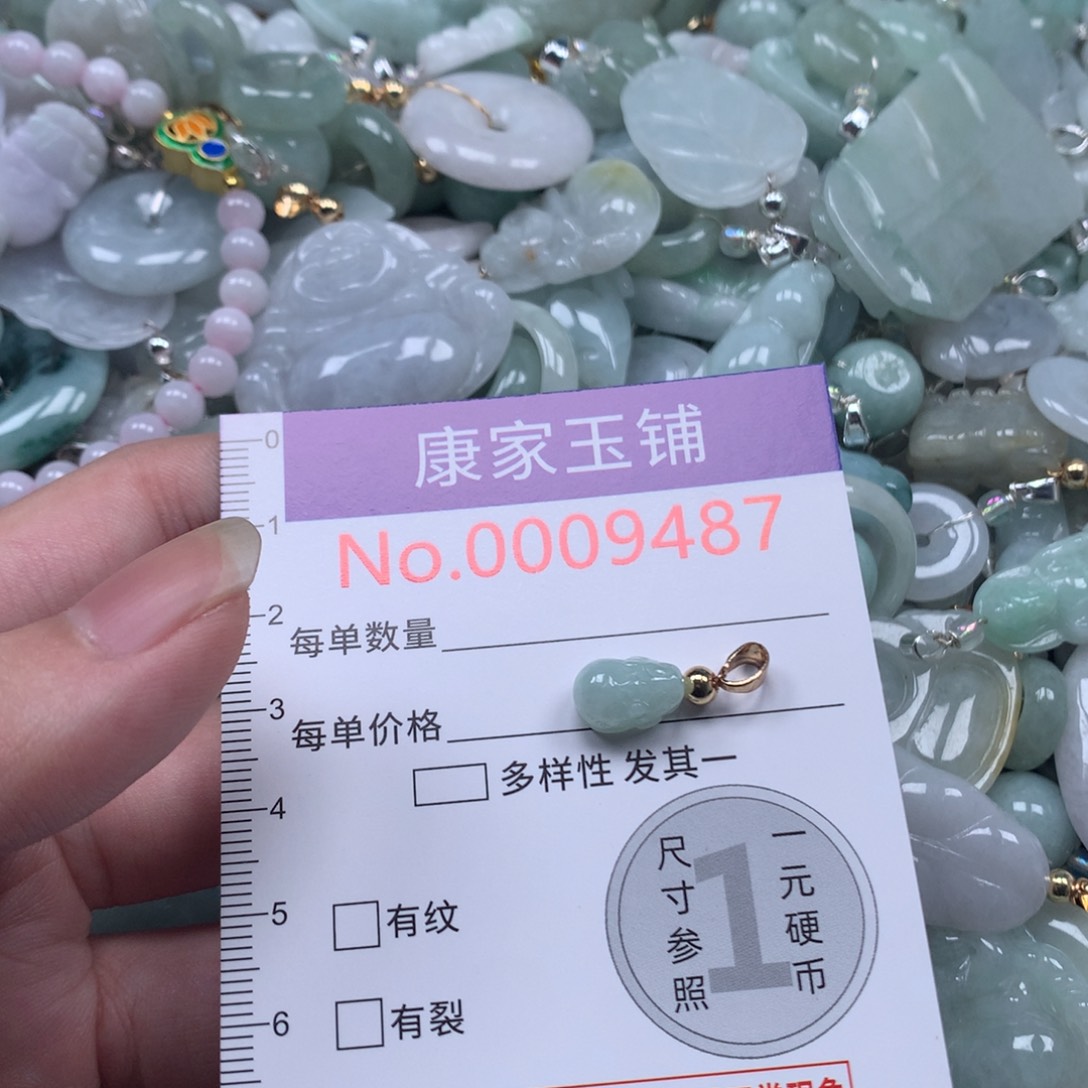 康家玉铺
No.0009487
0
1
2
每单数量
3
每单价格
多样性 发其一
4
尺寸参照
1
一元硬币
5
有纹
6
有裂